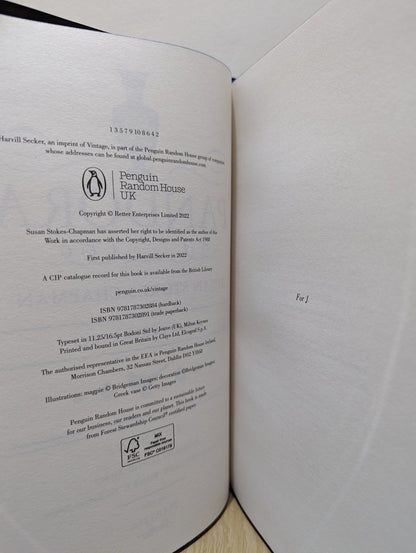 1 3 5 7 9 10 8 6 4 2
Harvill Secker, an imprint of Vintage, is part of the Penguin Random House group of companies
whose addresses can be found at global.penguinrandomhouse.com
Penguin
Random House
UK
Copyright © Retter Enterprises Limited 2022
Susan Stokes-Chapman has asserted her right to be identified as the author of this
Work in accordance with the Copyright, Designs and Patents Act 1988
First published by Harvill Secker in 2022
A CIP catalogue record for this book is available from the British Library
penguin.co.uk/vintage
ISBN 9781787302884 (hardback)
ISBN 9781787302891 (trade paperback)
Typeset in 11.25/16.5pt Bodoni Std by Jouve (UK), Milton Keynes
Printed and bound in Great Britain by Clays Ltd, Elcograf S.p.A.
The authorised representative in the EEA is Penguin Random House Ireland,
Morrison Chambers, 32 Nassau Street, Dublin D02 YH68
Illustrations: magpie © Bridgeman Images; decoration @Bridgeman Images;
Greek vase © Getty Images
Penguin Random House is committed to a sustainable future
for our business, our readers and our planet. This book is made
from Forest Stewardship Council® certified paper.
FSC
MIX
Paper from
responsible sources
FSC® C018179
For J